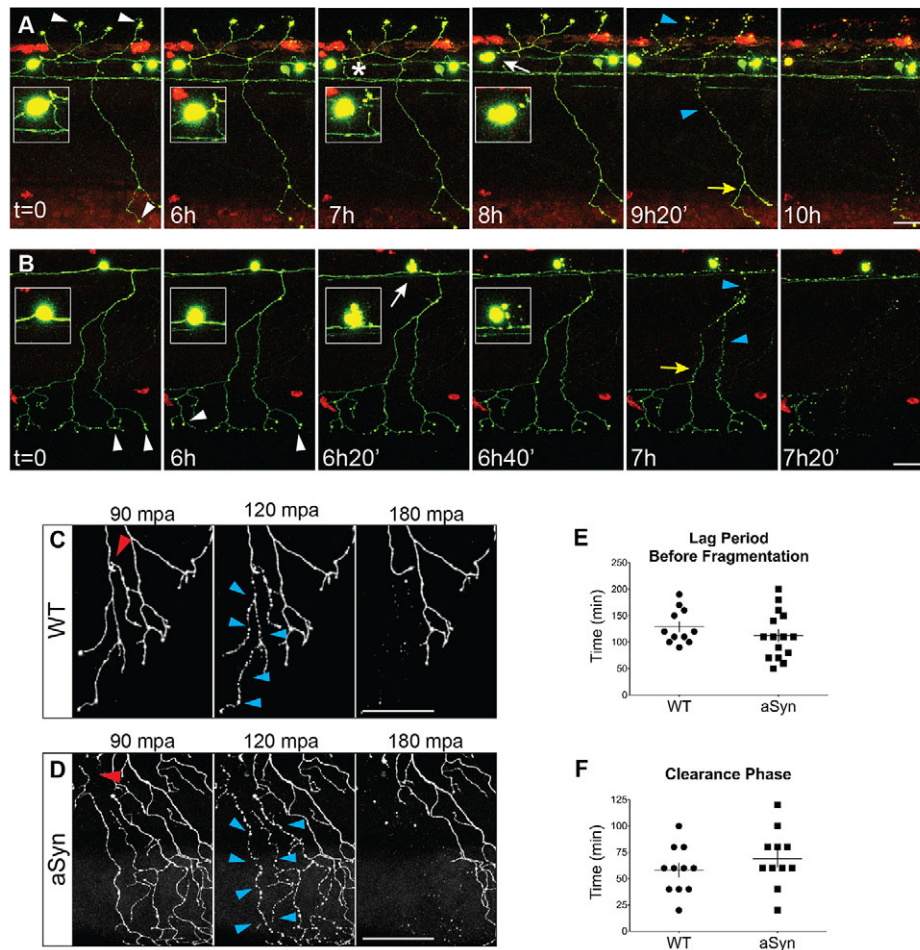 A
t=0
6h
7h
*
8h
9h20'
10h
B
t=0
6h
6h20'
6h40'
7h
7h20'
90 mpa 120 mpa 180 mpa
C
WT
90 mpa 120 mpa 180 mpa
D
aSyn
E
Lag Period
Before Fragmentation
Time (min)
250
200
150
100
50
0
WT aSyn
F
Clearance Phase
Time (min)
125
100
75
50
25
0
WT aSyn